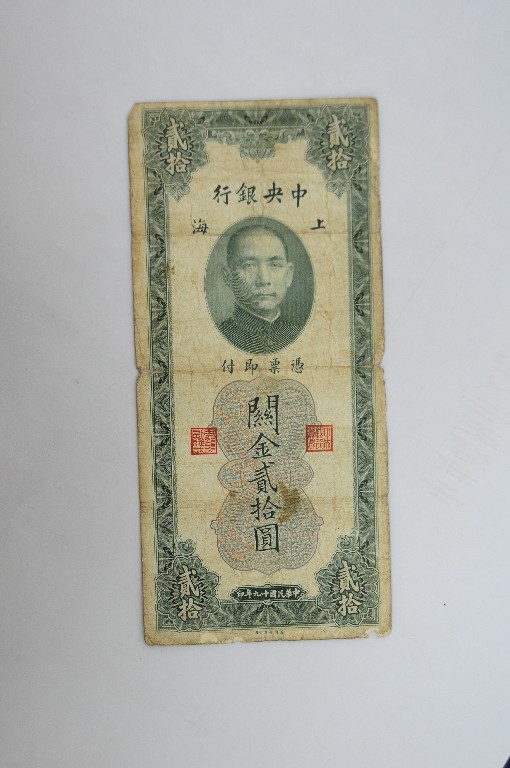 貳拾
貳拾
中央銀行
上海
憑票即付
關金貳拾圓
中華民國十九年印
貳拾
貳拾